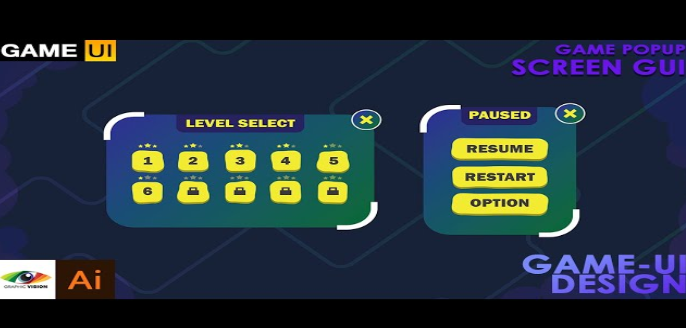 GAME UI
GAME POPUP
SCREEN GUI
LEVEL SELECT
1 2 3 4 5
6
PAUSED
RESUME
RESTART
OPTION
GRAPHIC VISION
Ai
GAME-UI
DESIGN